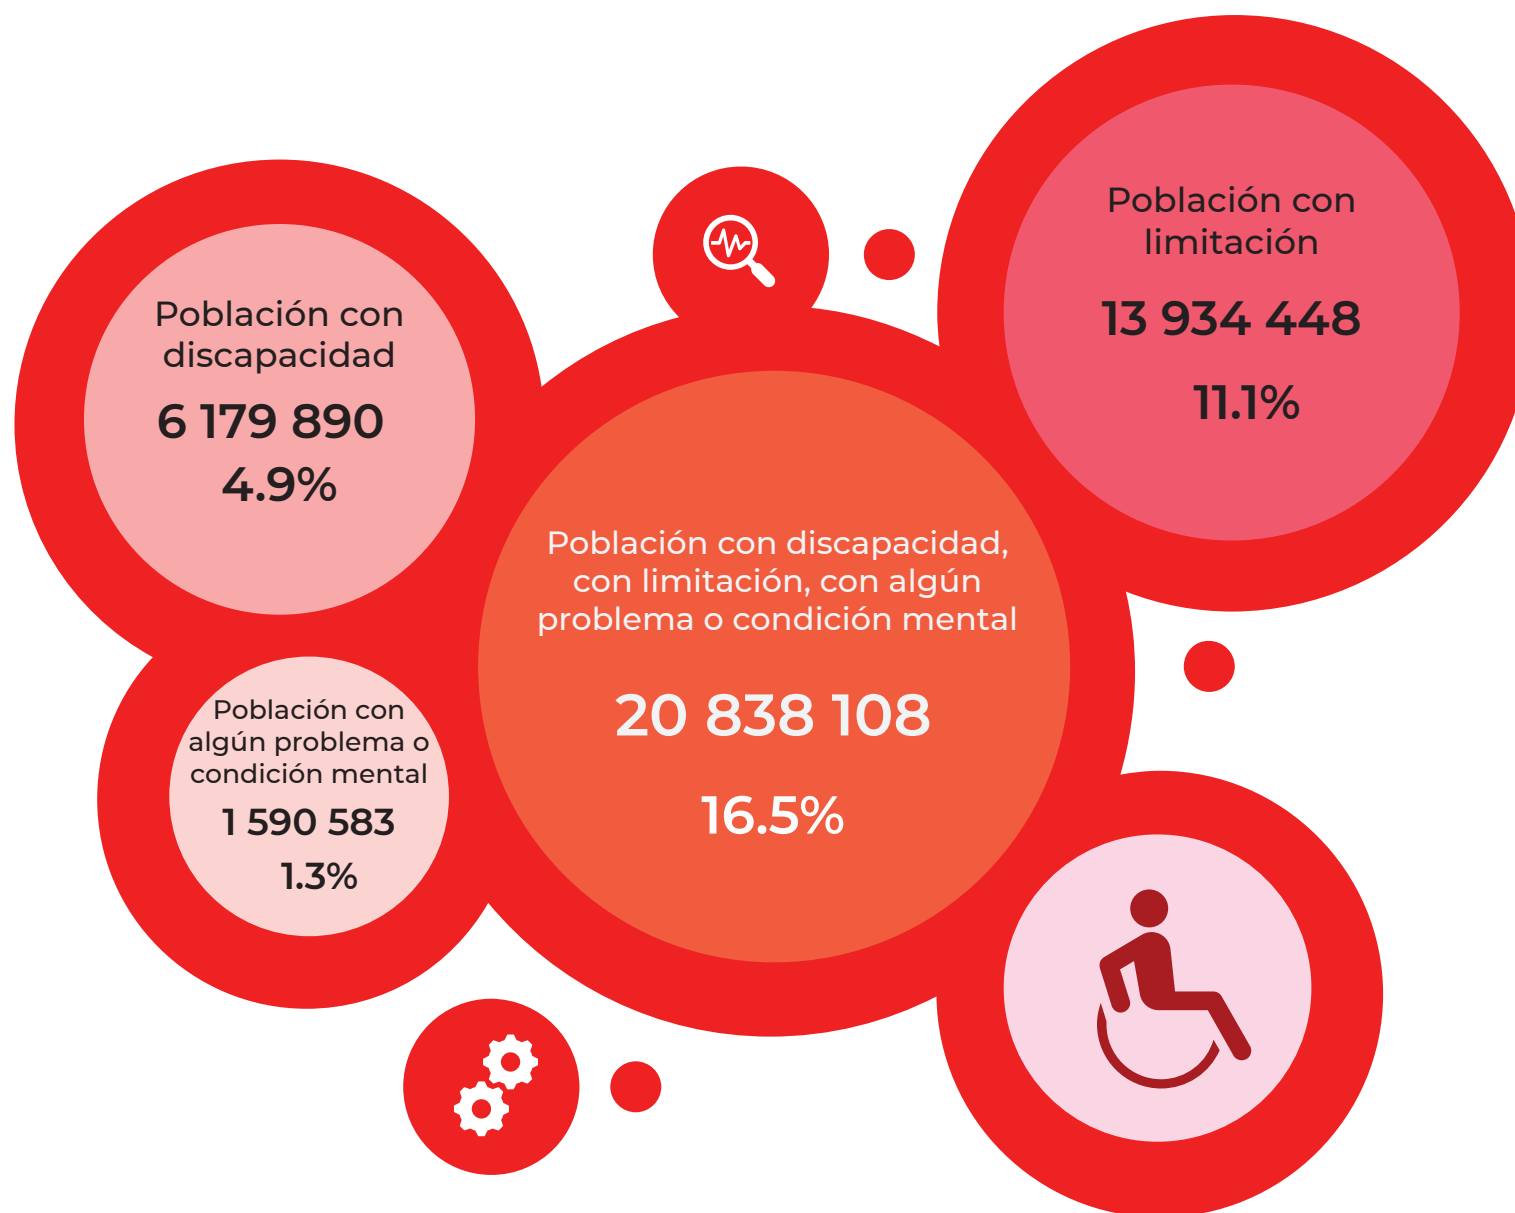 Población con
discapacidad
6 179 890
4.9%
Población con
limitación
13 934 448
11.1%
Población con discapacidad,
con limitación, con algún
problema o condición mental
20 838 108
16.5%
Población con
algún problema o
condición mental
1 590 583
1.3%